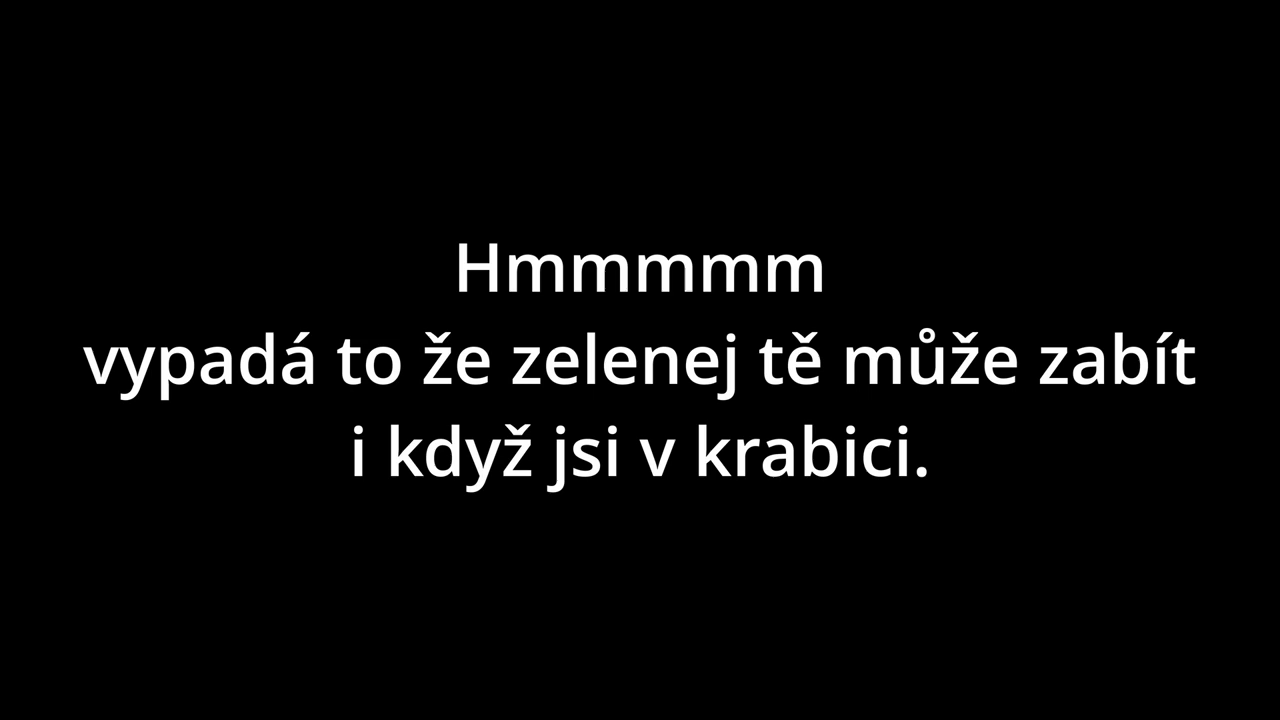 Hmmmmm
vypadá to že zelenej tě může zabít
i když jsi v krabici.